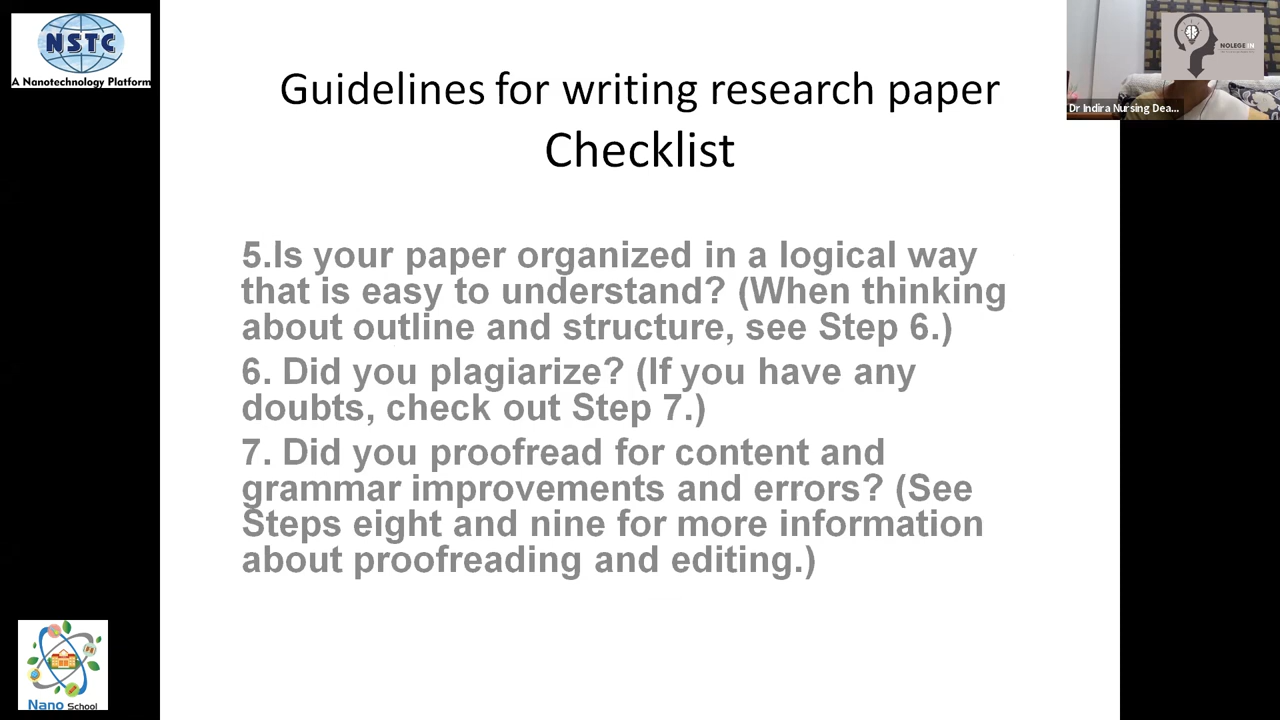 NSTC
A Nanotechnology Platform
Guidelines for writing research paper
Checklist
NOLEGE IN
Dr Indira Nursing Dea...
5.Is your paper organized in a logical way
that is easy to understand? (When thinking
about outline and structure, see Step 6.)
6. Did you plagiarize? (If you have any
doubts, check out Step 7.)
7. Did you proofread for content and
grammar improvements and errors? (See
Steps eight and nine for more information
about proofreading and editing.)
Nano School